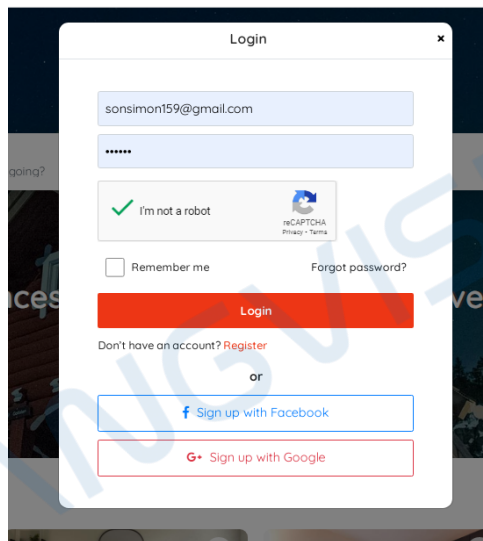 Login
×
sonsimon159@gmail.com
••••••
going?
I'm not a robot
reCAPTCHA
Privacy - Terms
Remember me
Forgot password?
Login
Don't have an account? Register
or
f Sign up with Facebook
G+ Sign up with Google